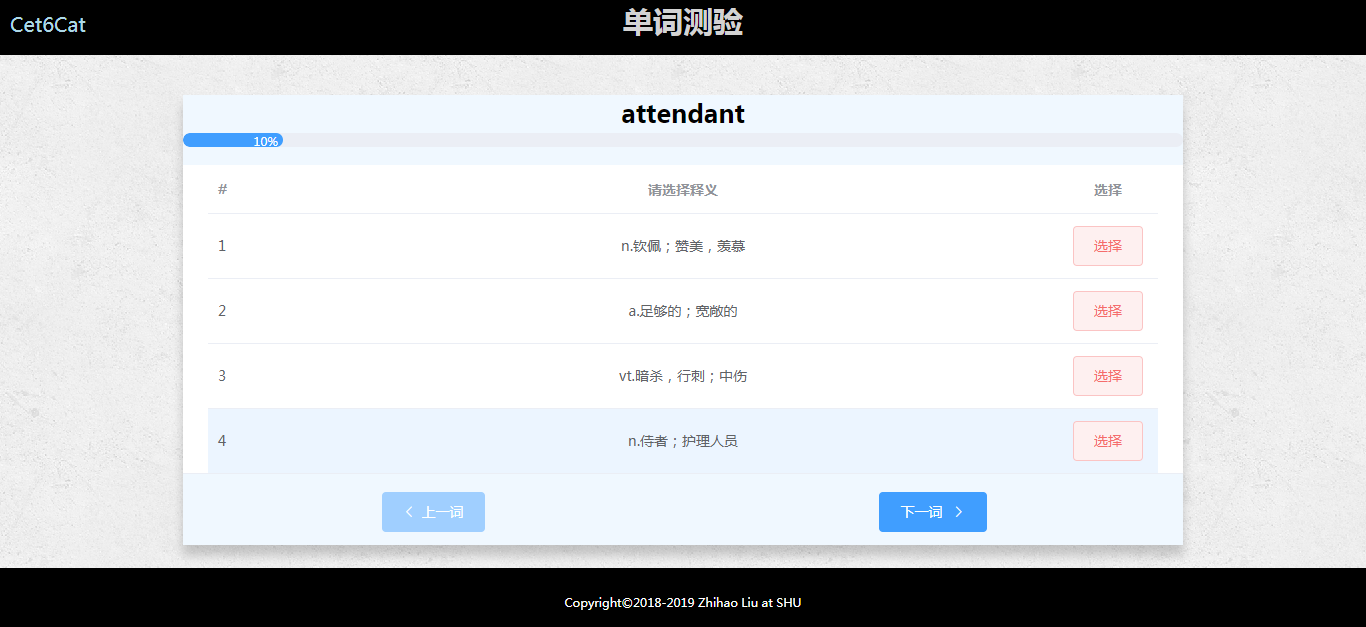 Cet6Cat
单词测验
attendant
10%
# 请选择释义 选择
1 n.钦佩；赞美，羡慕 选择
2 a.足够的；宽敞的 选择
3 vt.暗杀，行刺；中伤 选择
4 n.侍者；护理人员 选择
上一词 下一词
Copyright©2018-2019 Zhihao Liu at SHU